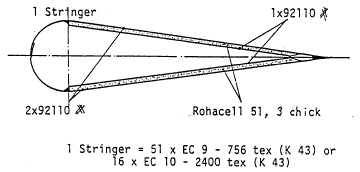 1 Stringer
1x92110
2x92110
Rohacell 51, 3 chick
1 Stringer = 51 x EC 9 - 756 tex (K 43) or
16 x EC 10 - 2400 tex (K 43)